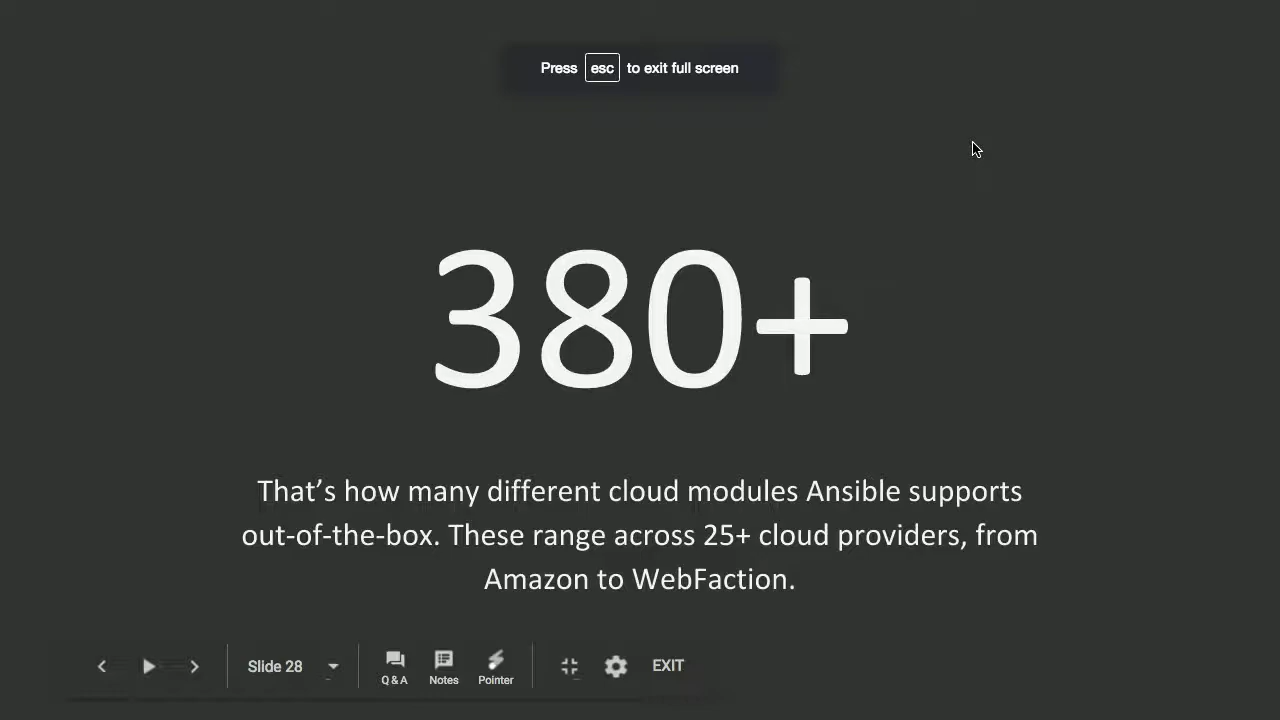 Press esc to exit full screen
380+
That’s how many different cloud modules Ansible supports
out-of-the-box. These range across 25+ cloud providers, from
Amazon to WebFaction.
Slide 28
Q & A
Notes
Pointer
EXIT